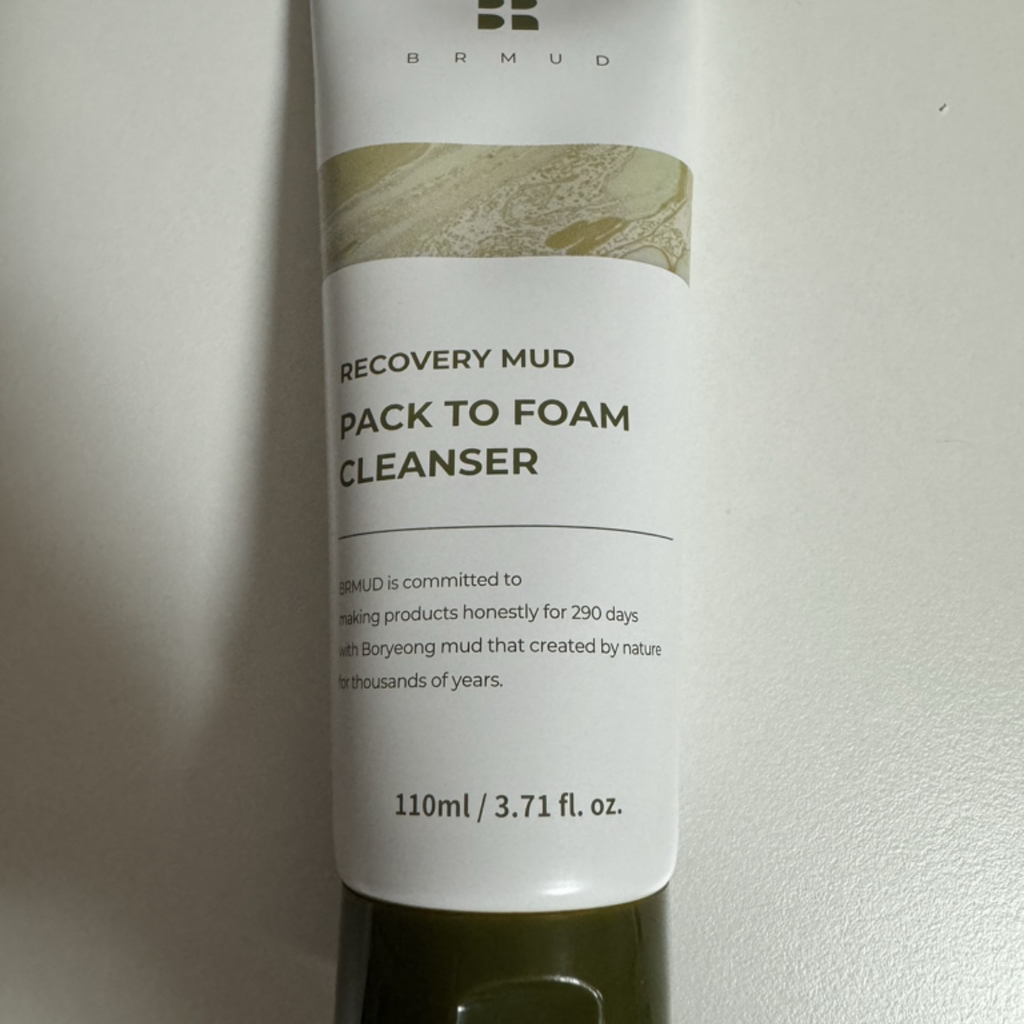 BRMUD
RECOVERY MUD
PACK TO FOAM
CLEANSER
BRMUD is committed to
making products honestly for 290 days
with Boryeong mud that created by nature
for thousands of years.
110ml / 3.71 fl. oz.